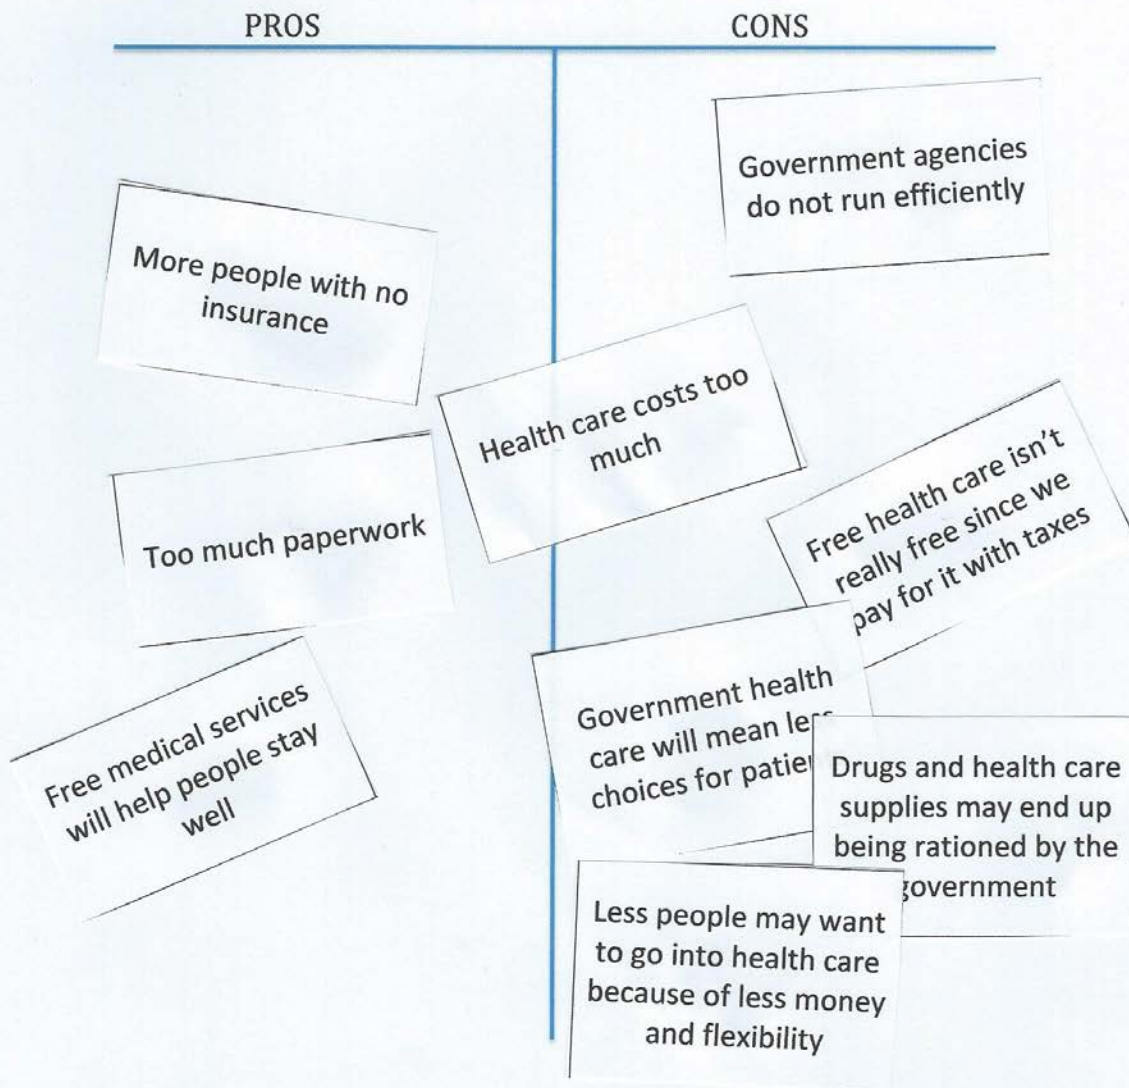 PROS
CONS
Government agencies
do not run efficiently
More people with no
insurance
Health care costs too
much
Too much paperwork
Free health care isn't
really free since we
pay for it with taxes
Free medical services
will help people stay
well
Government health
care will mean less
choices for patie
Drugs and health care
supplies may end up
being rationed by the
government
Less people may want
to go into health care
because of less money
and flexibility